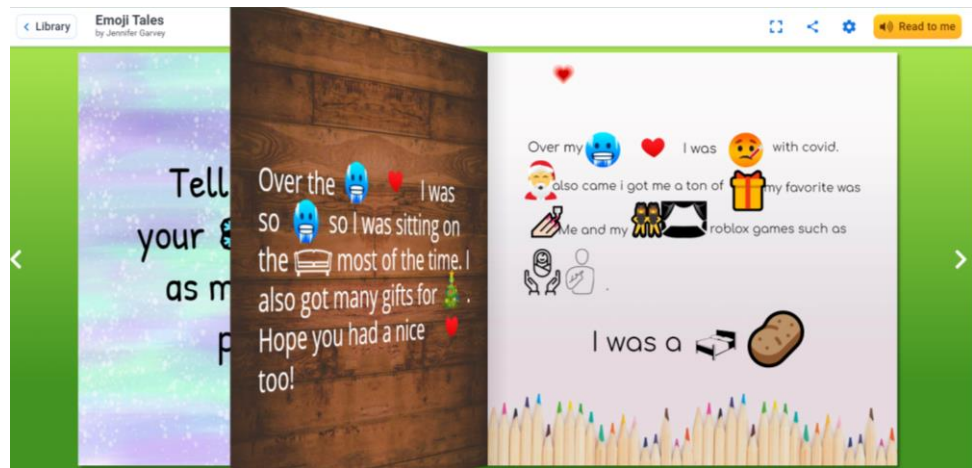 Library
Emoji Tales
by Jennifer Garvey
Read to me
Tell
your
as m
Over the 🥶 ❤️ I was
so 🥶 so I was sitting on
the 🛋️ most of the time. I
also got many gifts for 🎄.
Hope you had a nice ❤️
too!
Over my 🥶 ❤️ I was 🤒 with covid.
🎅 also came i got me a ton of 🎁 my favorite was
💅 Me and my 👯 roblox games such as
.
I was a 🛏️ 🥔